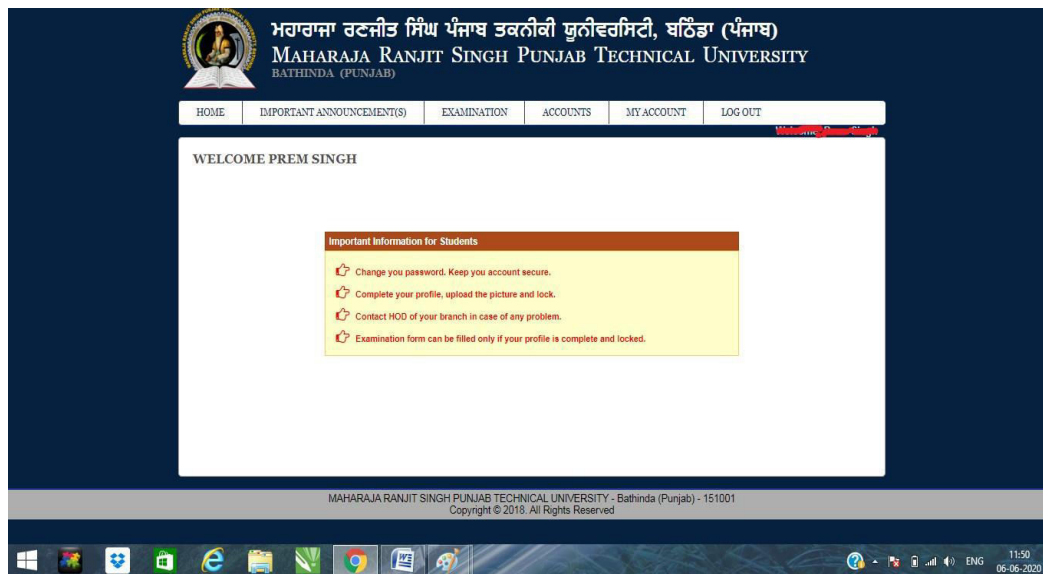 ਮਹਾਰਾਜਾ ਰਣਜੀਤ ਸਿੰਘ ਪੰਜਾਬ ਤਕਨੀਕੀ ਯੂਨੀਵਰਸਿਟੀ, ਬਠਿੰਡਾ (ਪੰਜਾਬ)
MAHARAJA RANJIT SINGH PUNJAB TECHNICAL UNIVERSITY
BATHINDA (PUNJAB)
HOME IMPORTANT ANNOUNCEMENT(S) EXAMINATION ACCOUNTS MY ACCOUNT LOG OUT
WELCOME PREM SINGH
Important Information for Students
Change you password. Keep you account secure.
Complete your profile, upload the picture and lock.
Contact HOD of your branch in case of any problem.
Examination form can be filled only if your profile is complete and locked.
MAHARAJA RANJIT SINGH PUNJAB TECHNICAL UNIVERSITY - Bathinda (Punjab) - 151001
Copyright © 2018. All Rights Reserved
ENG 11:50
06-06-2020